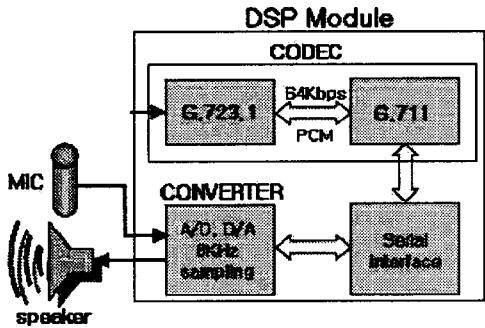 DSP Module
CODEC
G.723.1
64Kbps
PCM
G.711
MIC
CONVERTER
A/D, D/A
8KHz
sampling
Serial
Interface
speaker